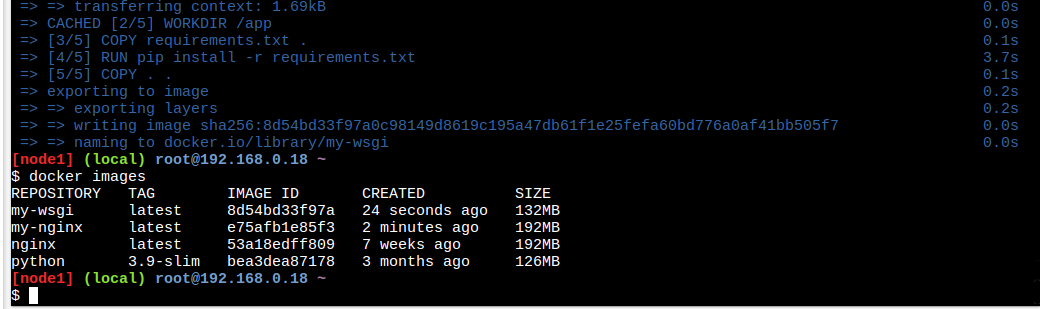 => => transferring context: 1.69kB 0.0s
=> CACHED [2/5] WORKDIR /app 0.0s
=> [3/5] COPY requirements.txt . 0.1s
=> [4/5] RUN pip install -r requirements.txt 3.7s
=> [5/5] COPY . . 0.1s
=> exporting to image 0.2s
=> => exporting layers 0.2s
=> => writing image sha256:8d54bd33f97a0c98149d8619c195a47db61f1e25fefa60bd776a0af41bb505f7 0.0s
=> => naming to docker.io/library/my-wsgi 0.0s
[node1] (local) root@192.168.0.18 ~
$ docker images
REPOSITORY TAG IMAGE ID CREATED SIZE
my-wsgi latest 8d54bd33f97a 24 seconds ago 132MB
my-nginx latest e75afb1e85f3 2 minutes ago 192MB
nginx latest 53a18edff809 7 weeks ago 192MB
python 3.9-slim bea3dea87178 3 months ago 126MB
[node1] (local) root@192.168.0.18 ~
$